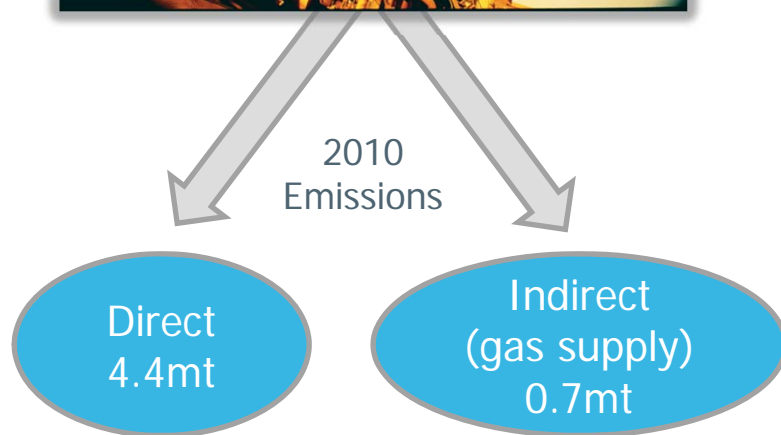 2010
Emissions
Direct
4.4mt
Indirect
(gas supply)
0.7mt